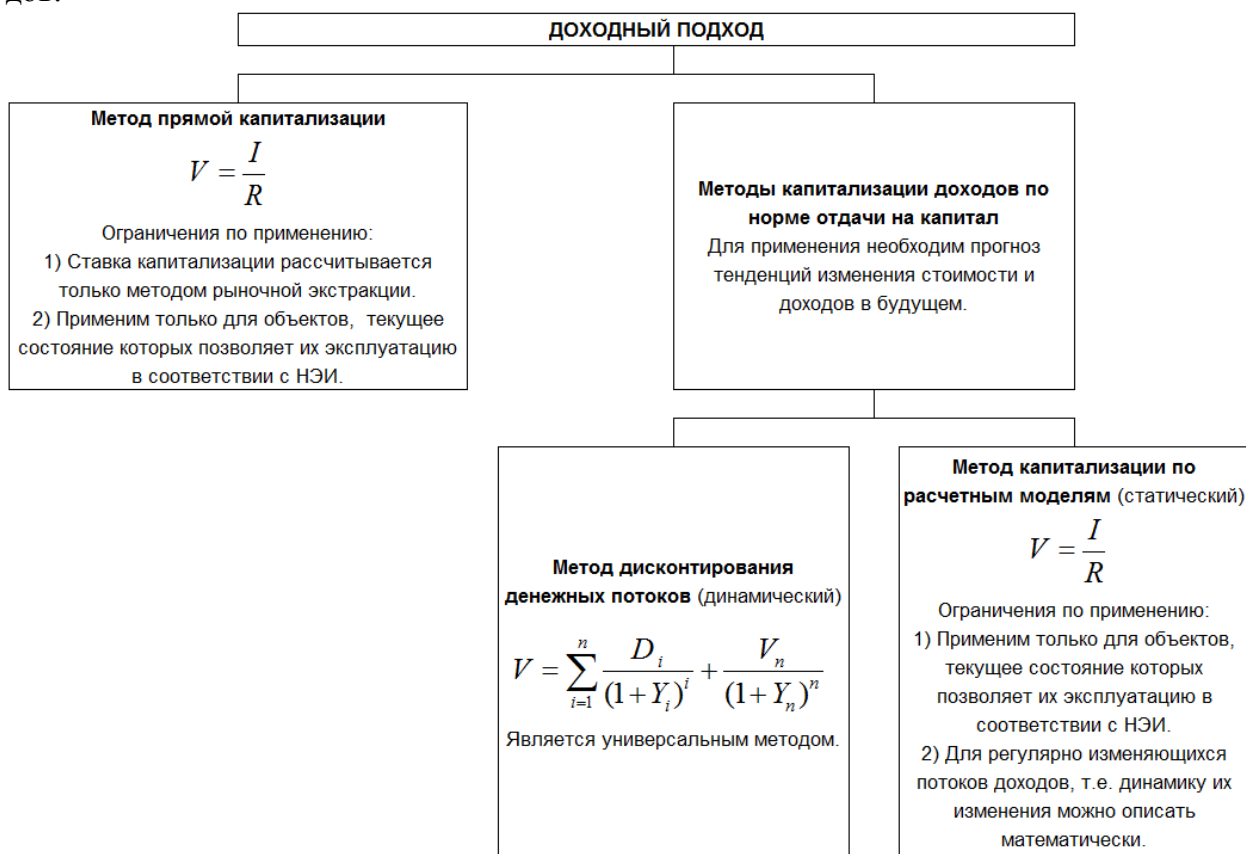 дов.
ДОХОДНЫЙ ПОДХОД
Метод прямой капитализации
V = I / R
Ограничения по применению:
1) Ставка капитализации рассчитывается
только методом рыночной экстракции.
2) Применим только для объектов, текущее
состояние которых позволяет их эксплуатацию
в соответствии с НЭИ.
Методы капитализации доходов по
норме отдачи на капитал
Для применения необходим прогноз
тенденций изменения стоимости и
доходов в будущем.
Метод дисконтирования
денежных потоков (динамический)
V = \sum_{i=1}^{n} \frac{D_i}{(1+Y_i)^i} + \frac{V_n}{(1+Y_n)^n}
Является универсальным методом.
Метод капитализации по
расчетным моделям (статический)
V = I / R
Ограничения по применению:
1) Применим только для объектов,
текущее состояние которых
позволяет их эксплуатацию в
соответствии с НЭИ.
2) Для регулярно изменяющихся
потоков доходов, т.е. динамику их
изменения можно описать
математически.